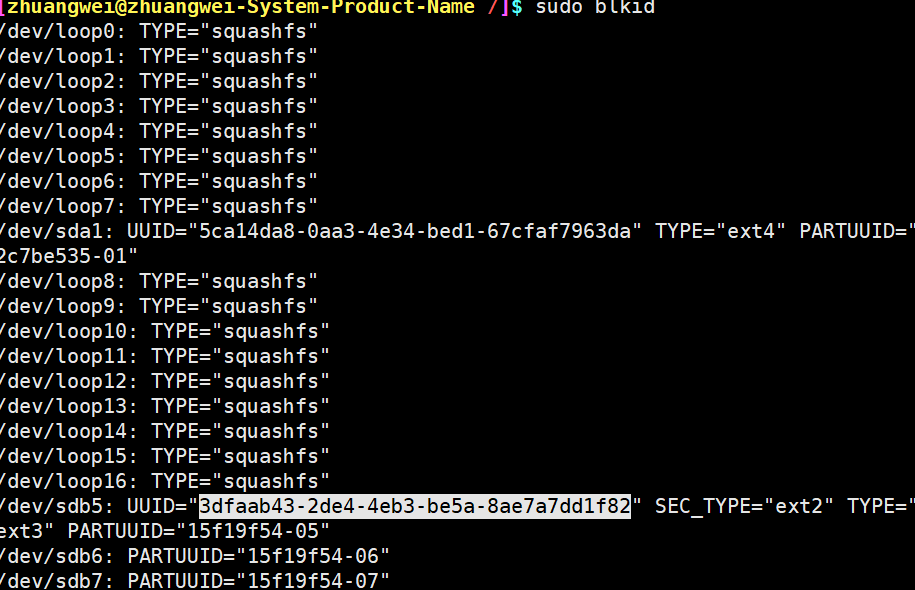 [zhuangwei@zhuangwei-System-Product-Name /]$ sudo blkid
/dev/loop0: TYPE="squashfs"
/dev/loop1: TYPE="squashfs"
/dev/loop2: TYPE="squashfs"
/dev/loop3: TYPE="squashfs"
/dev/loop4: TYPE="squashfs"
/dev/loop5: TYPE="squashfs"
/dev/loop6: TYPE="squashfs"
/dev/loop7: TYPE="squashfs"
/dev/sda1: UUID="5ca14da8-0aa3-4e34-bed1-67cfaf7963da" TYPE="ext4" PARTUUID="
2c7be535-01"
/dev/loop8: TYPE="squashfs"
/dev/loop9: TYPE="squashfs"
/dev/loop10: TYPE="squashfs"
/dev/loop11: TYPE="squashfs"
/dev/loop12: TYPE="squashfs"
/dev/loop13: TYPE="squashfs"
/dev/loop14: TYPE="squashfs"
/dev/loop15: TYPE="squashfs"
/dev/loop16: TYPE="squashfs"
/dev/sdb5: UUID="3dfaab43-2de4-4eb3-be5a-8ae7a7dd1f82" SEC_TYPE="ext2" TYPE="
ext3" PARTUUID="15f19f54-05"
/dev/sdb6: PARTUUID="15f19f54-06"
/dev/sdb7: PARTUUID="15f19f54-07"